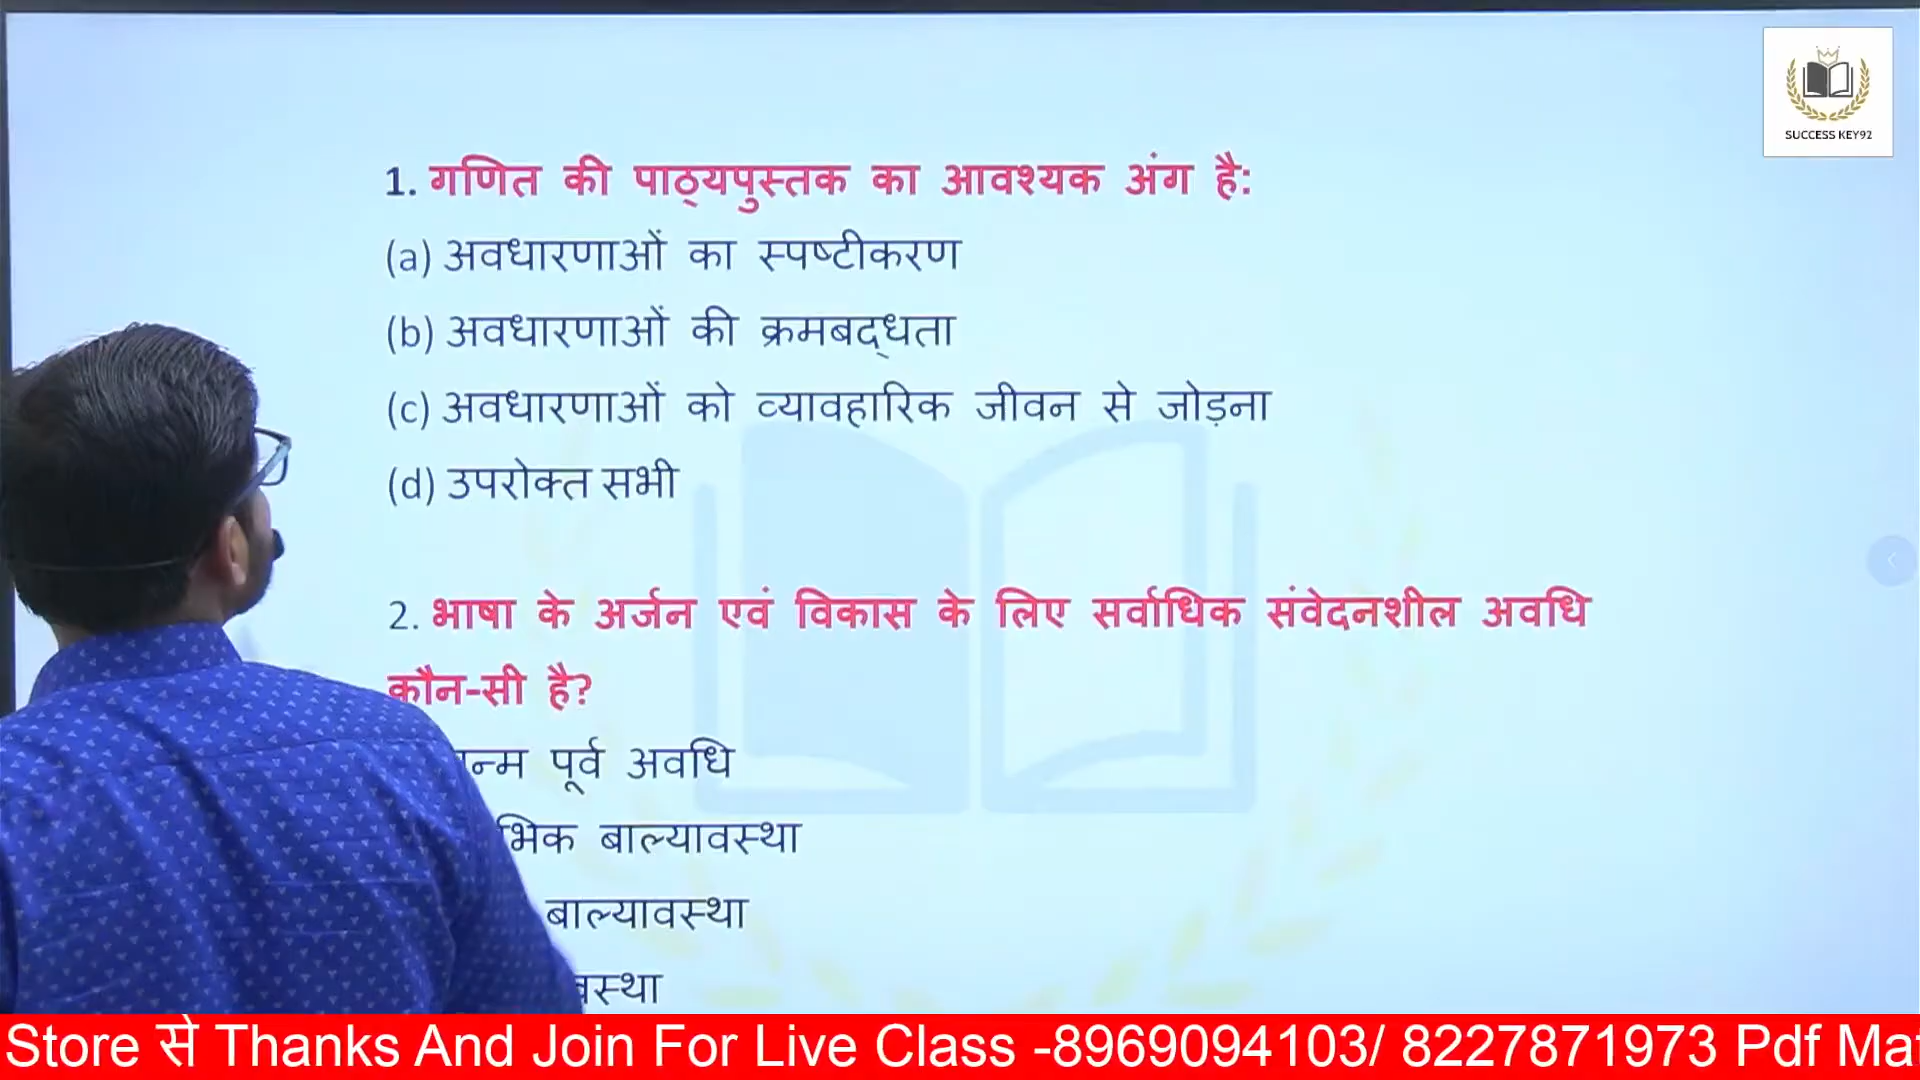 SUCCESS KEY92
1. गणित की पाठ्यपुस्तक का आवश्यक अंग है:
(a) अवधारणाओं का स्पष्टीकरण
(b) अवधारणाओं की क्रमबद्धता
(c) अवधारणाओं को व्यावहारिक जीवन से जोड़ना
(d) उपरोक्त सभी
2. भाषा के अर्जन एवं विकास के लिए सर्वाधिक संवेदनशील अवधि
कौन-सी है?
पूर्व अवधि
बाल्यावस्था
बाल्यावस्था
Store से Thanks And Join For Live Class -8969094103/ 8227871973 Pdf